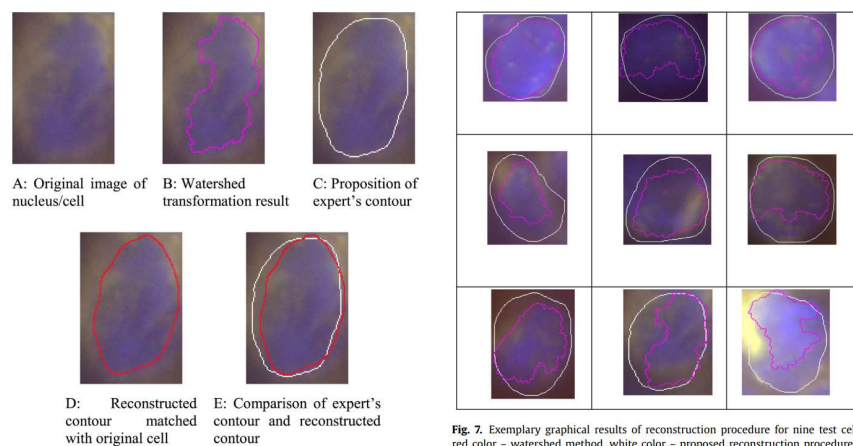 A: Original image of
nucleus/cell
B: Watershed
transformation result
C: Proposition of
expert's contour
D: Reconstructed
contour matched
with original cell
E: Comparison of expert's
contour and reconstructed
contour
Fig. 7. Exemplary graphical results of reconstruction procedure for nine test cel
red color – watershed method, white color – proposed reconstruction procedure